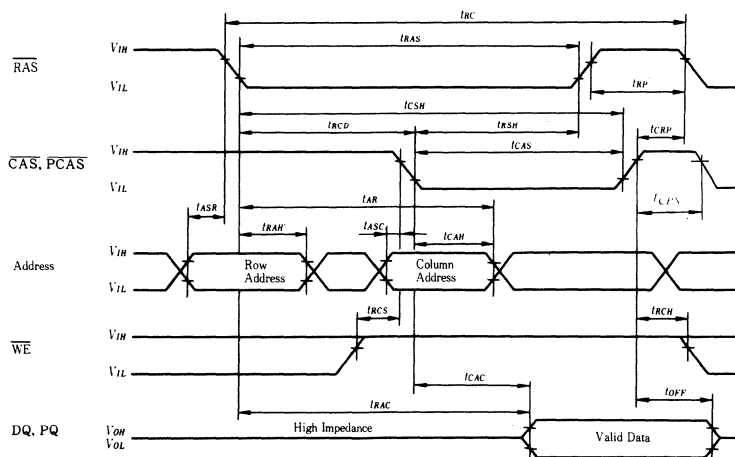 tRC
VIH
tRAS
RAS
VIL
tRP
tCSH
tRCD
tRSH
tCRP
VIH
tCAS
CAS, PCAS
VIL
tCPN
tASR
tAR
tRAH
tASC
tCAH
VIH
Address
Row Address
Column Address
VIL
tRCS
tRCH
VIH
WE
VIL
tCAC
tOFF
tRAC
DQ, PQ
VOH
VOL
High Impedance
Valid Data